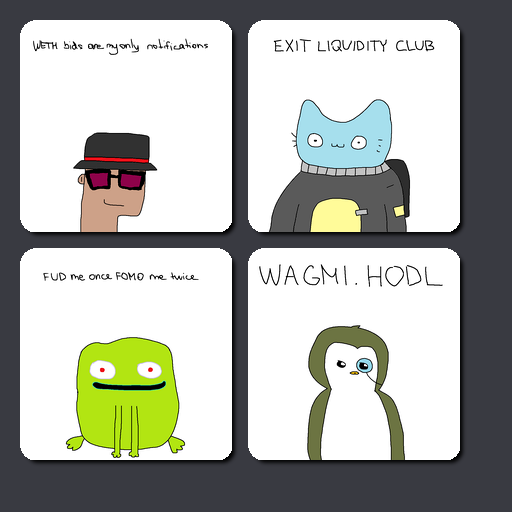 WETH bids are my only notifications
EXIT LIQUIDITY CLUB
FUD me once FOMO me twice
WAGMI. HODL